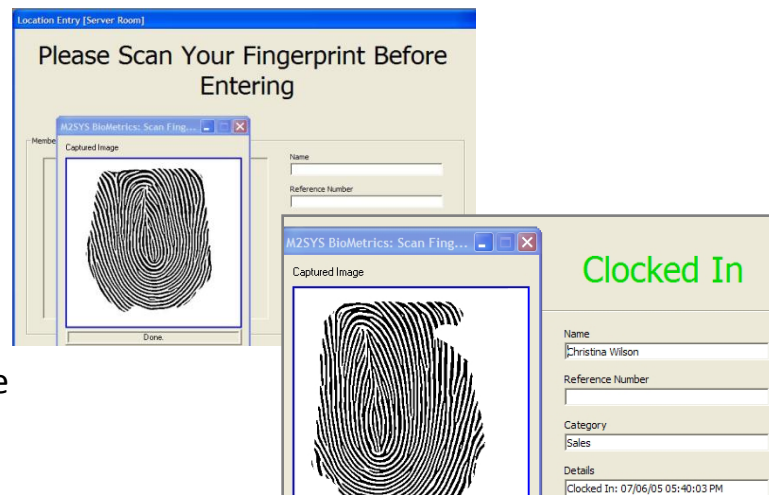 Location Entry [Server Room]
Please Scan Your Fingerprint Before
Entering
M2SYS BioMetrics: Scan Fing...
Membe
Captured Image
Name
Reference Number
Done.
M2SYS BioMetrics: Scan Fing...
Captured Image
Clocked In
Name
Christina Wilson
Reference Number
Category
Sales
Details
Clocked In: 07/06/05 05:40:03 PM
e